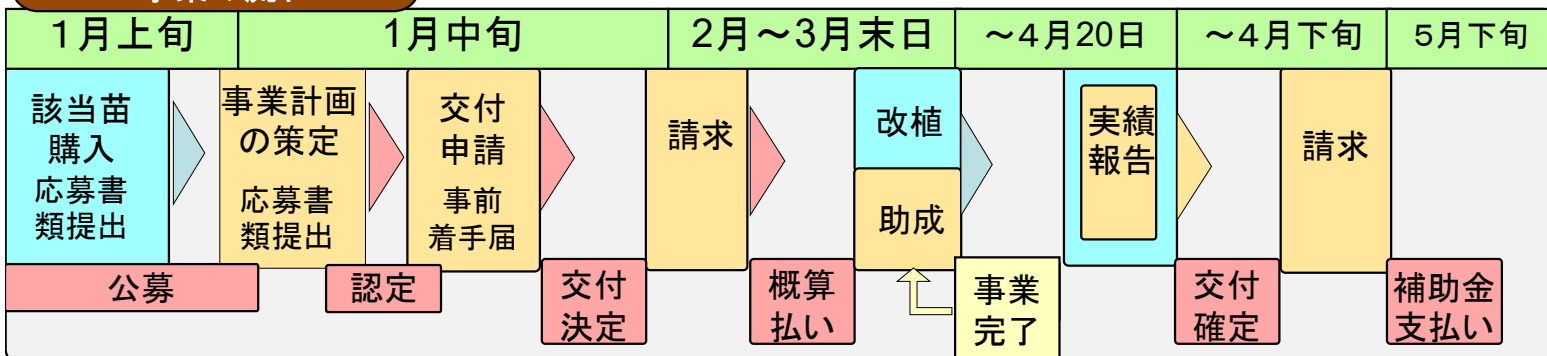 1月上旬
1月中旬
2月～3月末日
～4月20日
～4月下旬
5月下旬
該当苗
購入
応募書
類提出
事業計画
の策定
応募書
類提出
交付
申請
事前
着手届
請求
改植
助成
実績
報告
請求
公募
認定
交付
決定
概算
払い
事業
完了
交付
確定
補助金
支払い